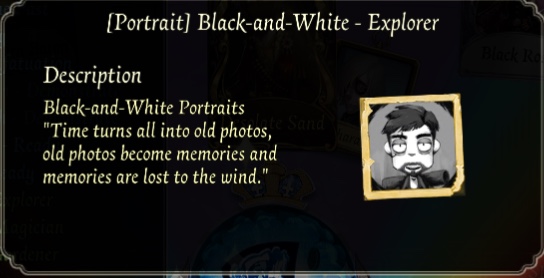 [Portrait] Black-and-White - Explorer
Description
Black-and-White Portraits
"Time turns all into old photos,
old photos become memories and
memories are lost to the wind."
Sand